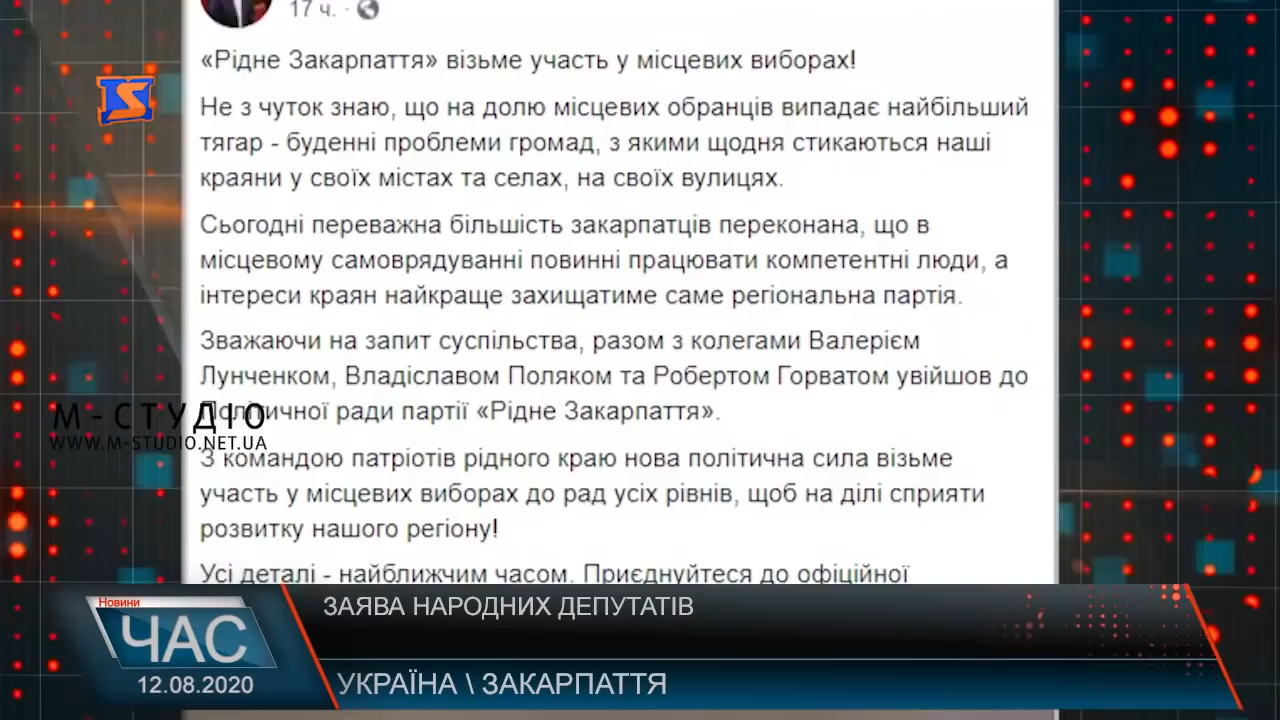 17 ч. ·
«Рідне Закарпаття» візьме участь у місцевих виборах!
Не з чуток знаю, що на долю місцевих обранців випадає найбільший
тягар - буденні проблеми громад, з якими щодня стикаються наші
краяни у своїх містах та селах, на своїх вулицях.
Сьогодні переважна більшість закарпатців переконана, що в
місцевому самоврядуванні повинні працювати компетентні люди, а
інтереси краян найкраще захищатиме саме регіональна партія.
Зважаючи на запит суспільства, разом з колегами Валерієм
Лунченком, Владіславом Поляком та Робертом Горватом увійшов до
Політичної ради партії «Рідне Закарпаття».
М-СТУДІО
WWW.M-STUDIO.NET.UA
З командою патріотів рідного краю нова політична сила візьме
участь у місцевих виборах до рад усіх рівнів, щоб на ділі сприяти
розвитку нашого регіону!
Усі деталі - найближчим часом. Приєднуйтеся до офіційної
Новини
ЧАС
12.08.2020
ЗАЯВА НАРОДНИХ ДЕПУТАТІВ
УКРАЇНА \ ЗАКАРПАТТЯ